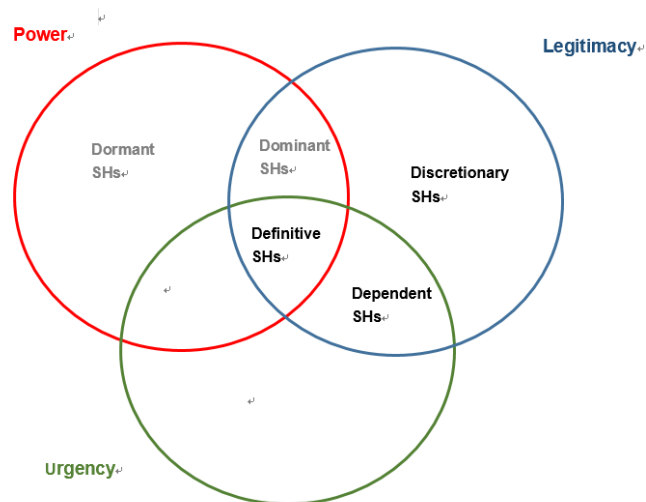 Power
Legitimacy
Dormant
SHs
Dominant
SHs
Discretionary
SHs
Definitive
SHs
Dependent
SHs
Urgency